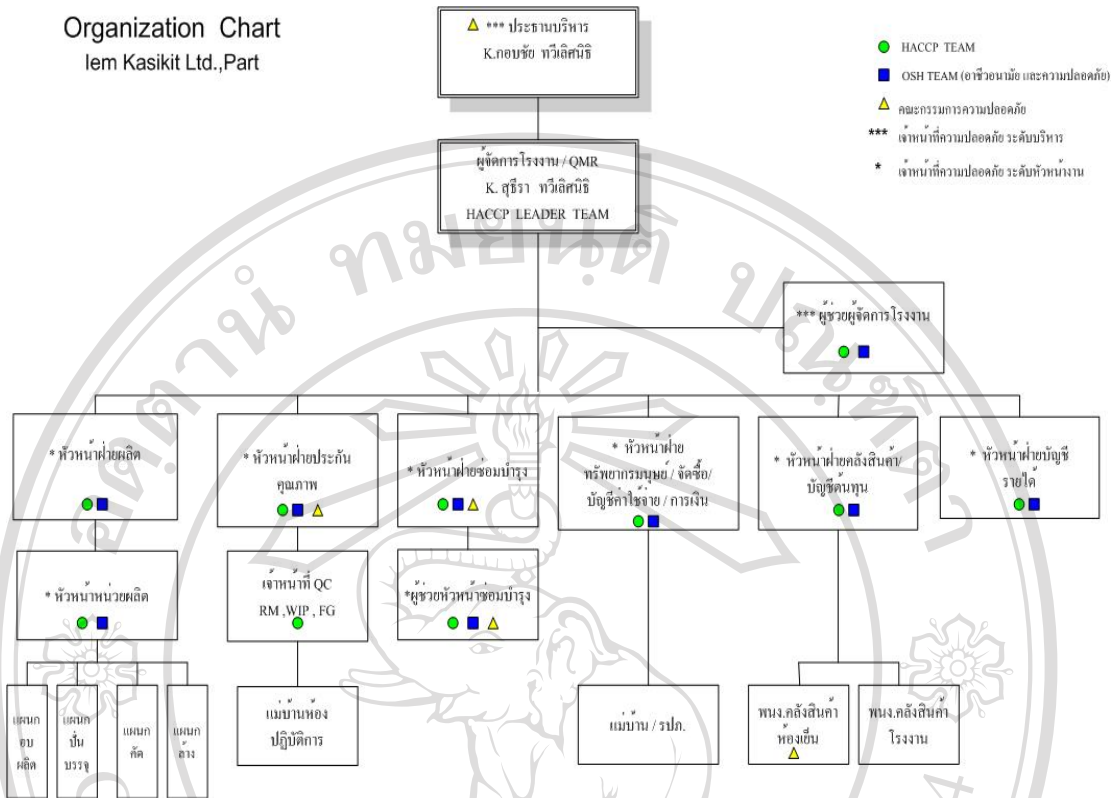 Organization Chart
Iem Kasikit Ltd.,Part
*** ประธานบริหาร
K.กอบชัย ทวีเลิศนิธิ
HACCP TEAM
OSH TEAM (อาชีวอนามัย และความปลอดภัย)
คณะกรรมการความปลอดภัย
*** เจ้าหน้าที่ความปลอดภัย ระดับบริหาร
* เจ้าหน้าที่ความปลอดภัย ระดับหัวหน้างาน
ผู้จัดการโรงงาน / QMR
K. สุธีรา ทวีเลิศนิธิ
HACCP LEADER TEAM
*** ผู้ช่วยผู้จัดการโรงงาน
* หัวหน้าฝ่ายผลิต
* หัวหน้าฝ่ายประกัน
คุณภาพ
* หัวหน้าฝ่ายซ่อมบำรุง
* หัวหน้าฝ่าย
ทรัพยากรมนุษย์ / จัดซื้อ/
บัญชีค่าใช้จ่าย / การเงิน
* หัวหน้าฝ่ายคลังสินค้า/
บัญชีต้นทุน
* หัวหน้าฝ่ายบัญชี
รายได้
* หัวหน้าหน่วยผลิต
เจ้าหน้าที่ QC
RM ,WIP , FG
*ผู้ช่วยหัวหน้าซ่อมบำรุง
แผนก
อบ
ผลิต
แผนก
ปั่น
บรรจุ
แผนก
คัด
แผนก
ล้าง
แม่บ้านห้อง
ปฏิบัติการ
แม่บ้าน / รปภ.
พนง.คลังสินค้า
ห้องเย็น
พนง.คลังสินค้า
โรงงาน